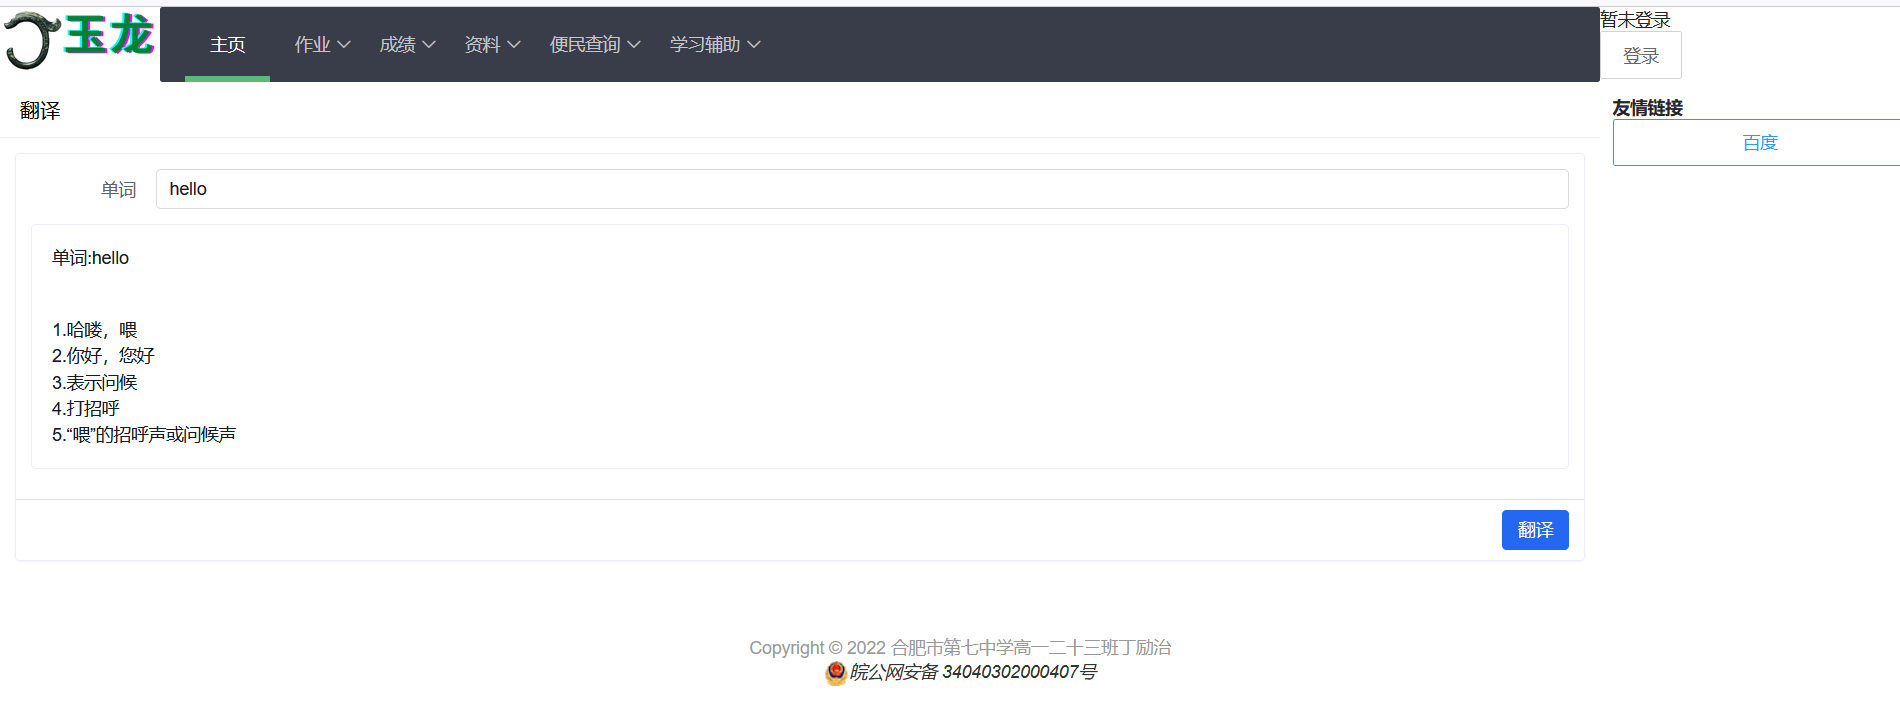 玉龙
主页 作业 成绩 资料 便民查询 学习辅助
暂未登录
登录
友情链接
百度
翻译
单词 hello
单词:hello
1.哈喽，喂
2.你好，您好
3.表示问候
4.打招呼
5.“喂”的招呼声或问候声
翻译
Copyright © 2022 合肥市第七中学高一二十三班丁励治
皖公网安备 34040302000407号